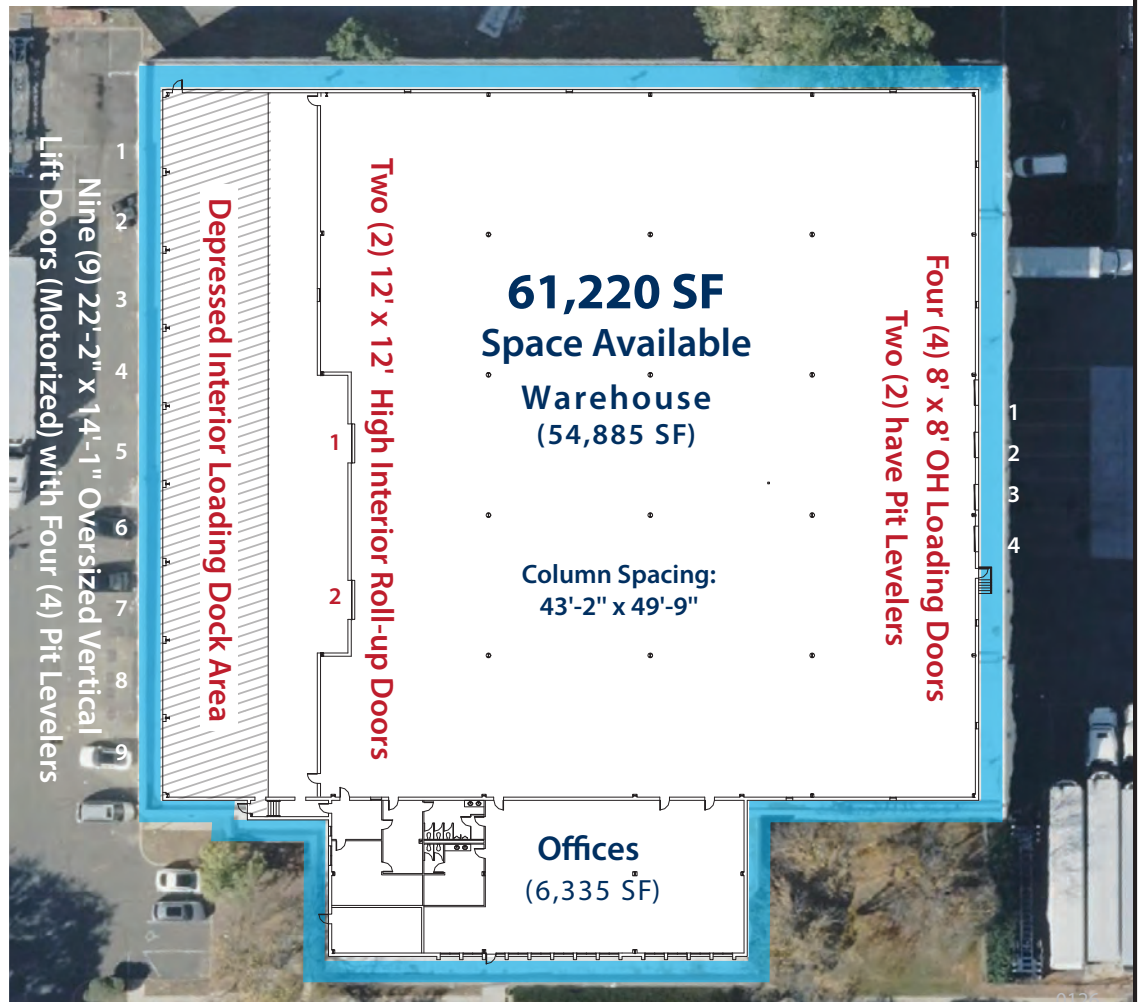 1
2
3
4
5
6
7
8
9
Nine (9) 22'-2" x 14'-1" Oversized Vertical
Lift Doors (Motorized) with Four (4) Pit Levelers
Depressed Interior Loading Dock Area
Two (2) 12' x 12' High Interior Roll-up Doors
1
2
61,220 SF
Space Available
Warehouse
(54,885 SF)
Column Spacing:
43'-2" x 49'-9"
Four (4) 8' x 8' OH Loading Doors
Two (2) have Pit Levelers
1
2
3
4
Offices
(6,335 SF)